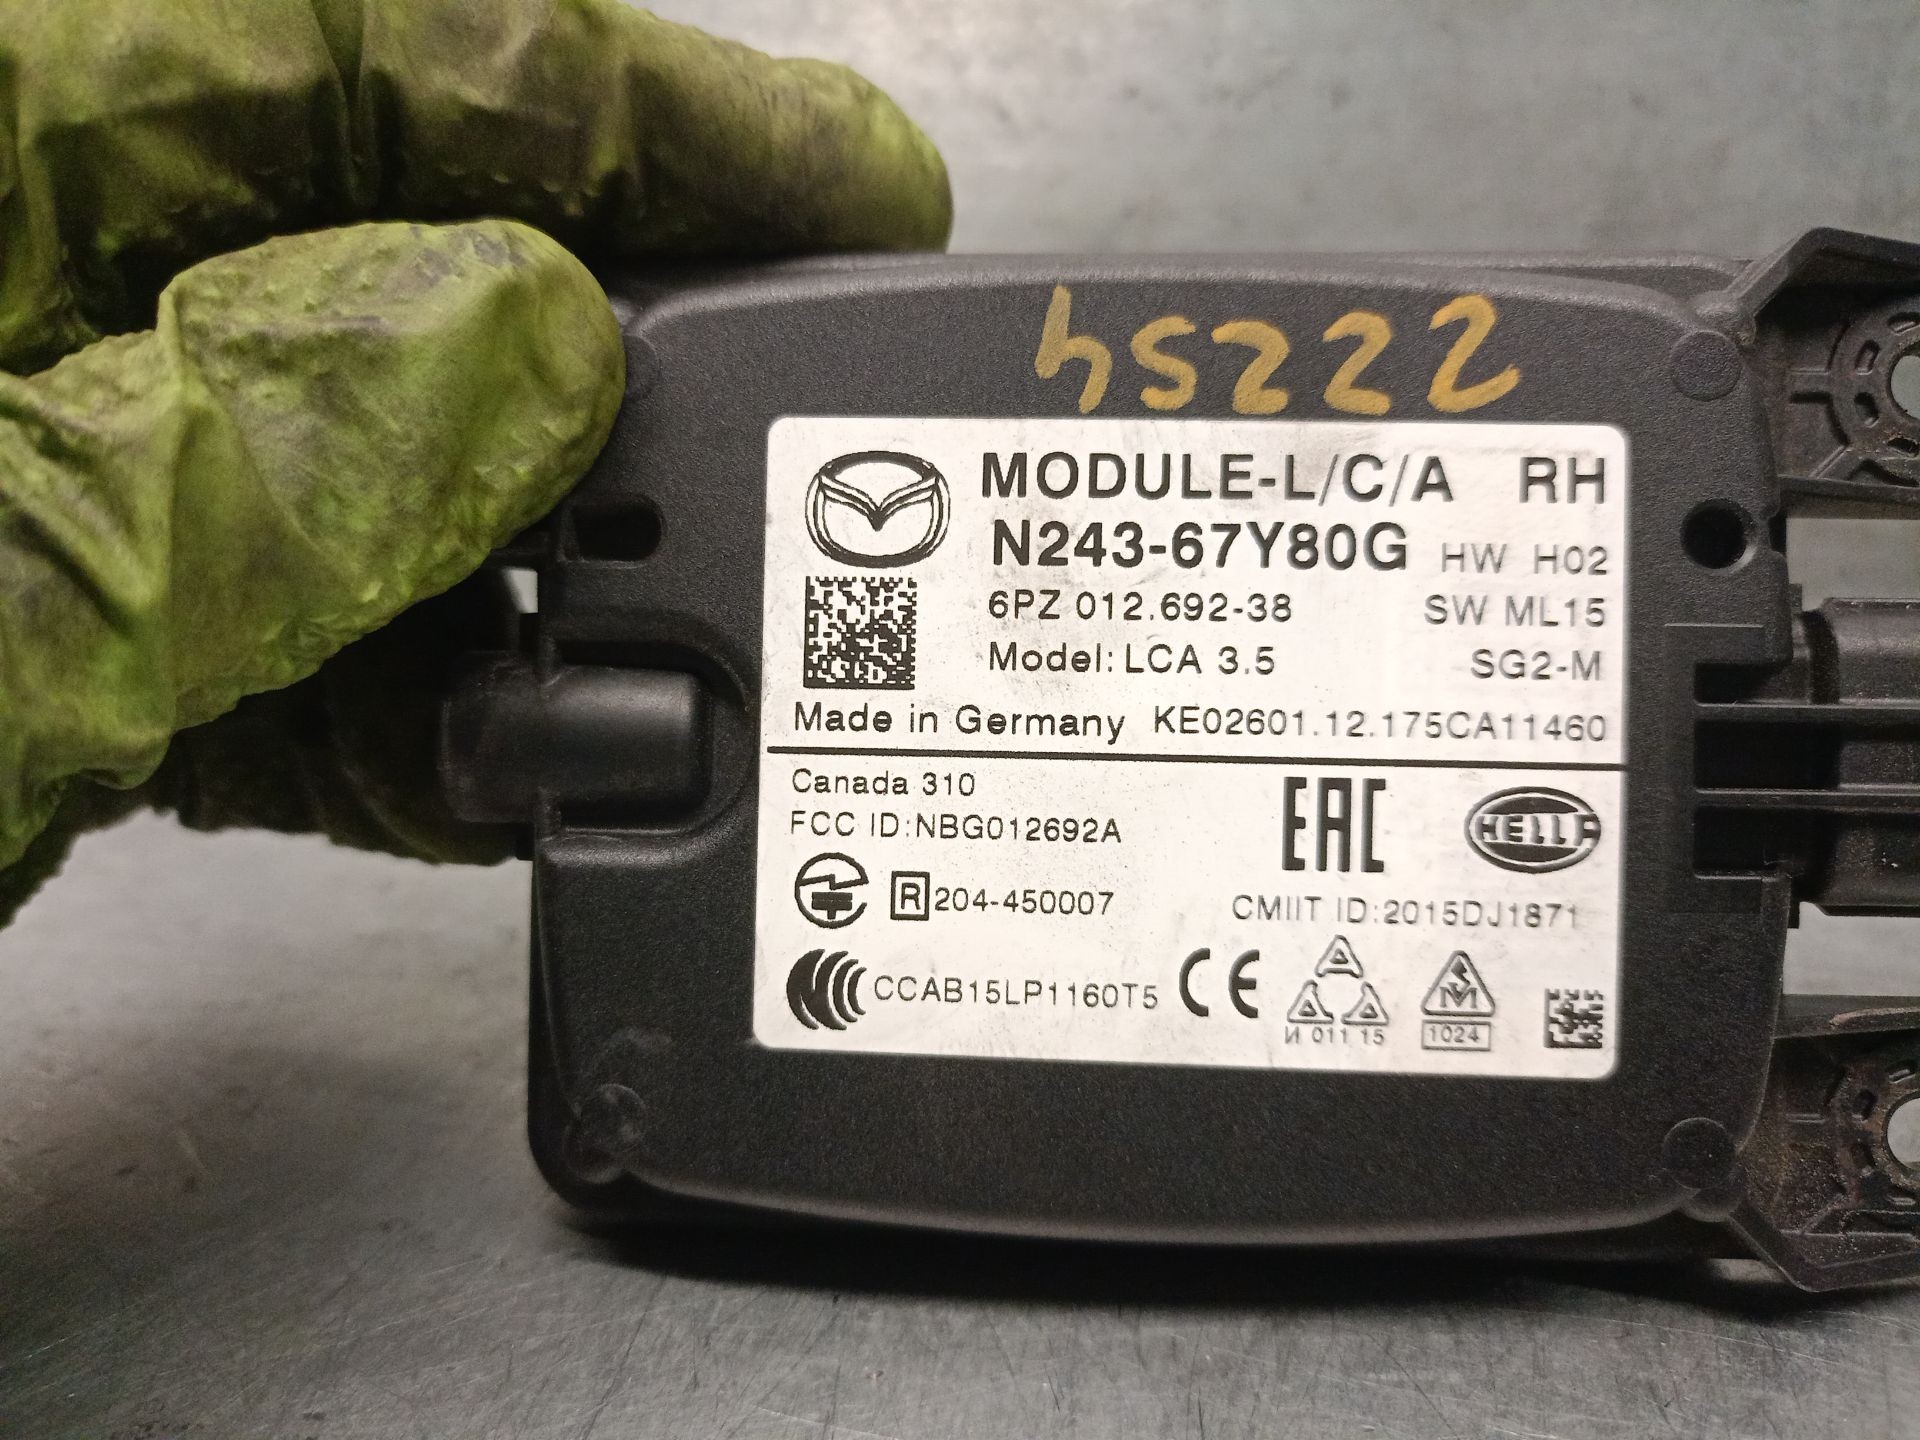 45222
MODULE-L/C/A RH
N243-67Y80G HW H02
6PZ 012.692-38 SW ML15
Model: LCA 3.5 SG2-M
Made in Germany KE02601.12.175CA11460
Canada 310
FCC ID:NBG012692A
EAC HELLA
R 204-450007 CMIIT ID:2015DJ1871
CCAB15LP1160T5 CE
И 011 15 M 1024